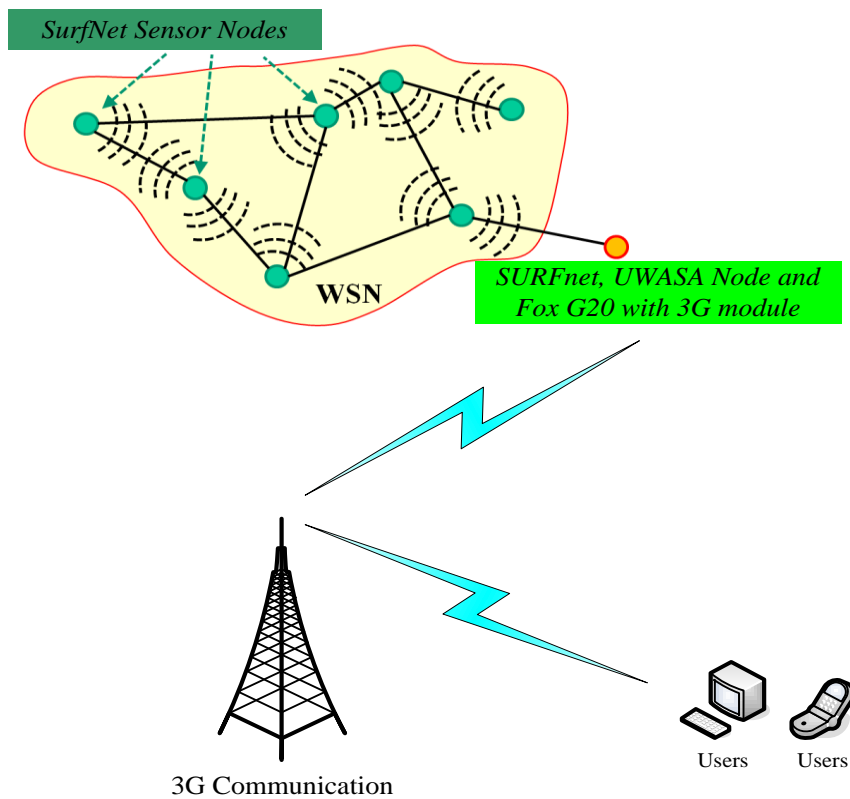 SurfNet Sensor Nodes
WSN
SURFnet, UWASA Node and
Fox G20 with 3G module
Users
Users
3G Communication